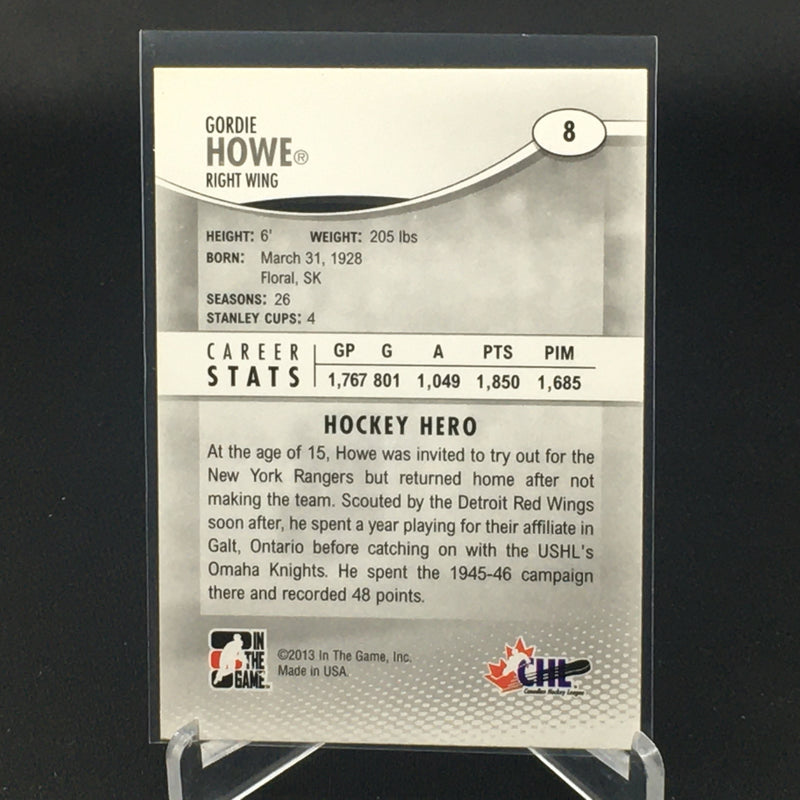 8
GORDIE
HOWE®
RIGHT WING
HEIGHT: 6' WEIGHT: 205 lbs
BORN: March 31, 1928
Floral, SK
SEASONS: 26
STANLEY CUPS: 4
CAREER STATS
GP G A PTS PIM
1,767 801 1,049 1,850 1,685
HOCKEY HERO
At the age of 15, Howe was invited to try out for the
New York Rangers but returned home after not
making the team. Scouted by the Detroit Red Wings
soon after, he spent a year playing for their affiliate in
Galt, Ontario before catching on with the USHL's
Omaha Knights. He spent the 1945-46 campaign
there and recorded 48 points.
IN
THE
GAME
©2013 In The Game, Inc.
Made in USA.
CHL
Canadian Hockey League